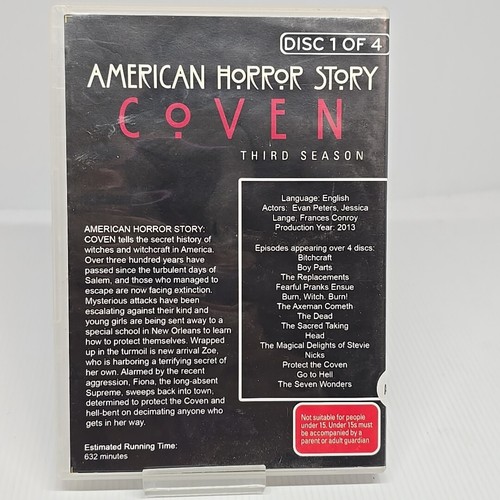 DISC 1 OF 4
AMERICAN HORROR STORY
COVEN
THIRD SEASON
Language: English
Actors: Evan Peters, Jessica
Lange, Frances Conroy
Production Year: 2013
Episodes appearing over 4 discs:
Bitchcraft
Boy Parts
The Replacements
Fearful Pranks Ensue
Burn, Witch. Burn!
The Axeman Cometh
The Dead
The Sacred Taking
Head
The Magical Delights of Stevie
Nicks
Protect the Coven
Go to Hell
The Seven Wonders
AMERICAN HORROR STORY:
COVEN tells the secret history of
witches and witchcraft in America.
Over three hundred years have
passed since the turbulent days of
Salem, and those who managed to
escape are now facing extinction.
Mysterious attacks have been
escalating against their kind and
young girls are being sent away to a
special school in New Orleans to learn
how to protect themselves. Wrapped
up in the turmoil is new arrival Zoe,
who is harboring a terrifying secret of
her own. Alarmed by the recent
aggression, Fiona, the long-absent
Supreme, sweeps back into town,
determined to protect the Coven and
hell-bent on decimating anyone who
gets in her way.
Estimated Running Time:
632 minutes
Not suitable for people
under 15. Under 15s must
be accompanied by a
parent or adult guardian